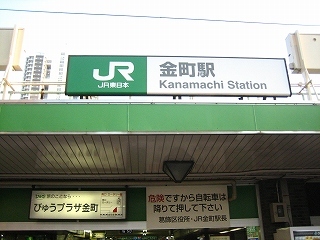 JR
JR東日本
金町駅
Kanamachi Station
びゅうプラザ金町
危険ですから自転車は
降りて押して下さい
葛飾区役所・JR金町駅長